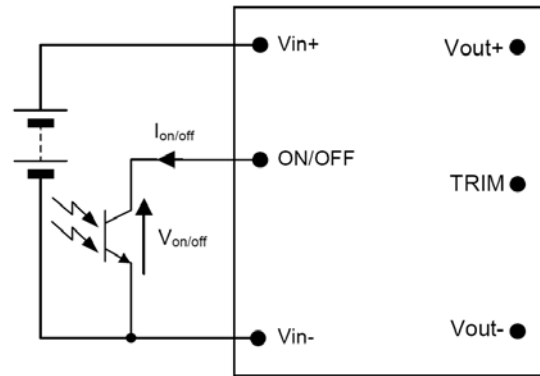 Vin+
Vout+
Ion/off
ON/OFF
TRIM
Von/off
Vin-
Vout-